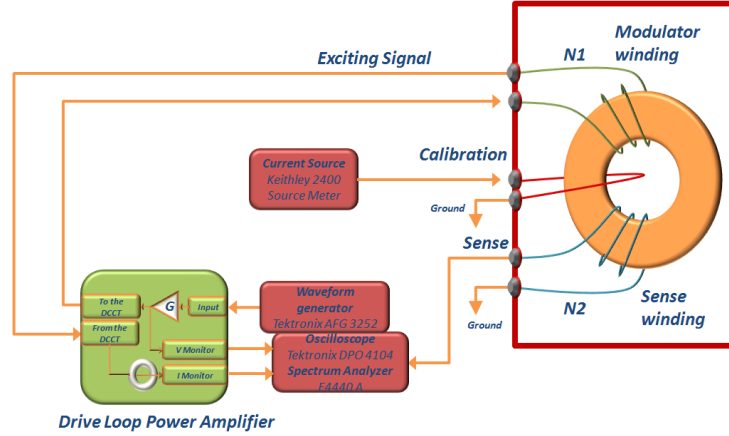 Exciting Signal
N1
Modulator
winding
Current Source
Keithley 2400
Source Meter
Calibration
Ground
Sense
To the
DCCT
G
Input
From the
DCCT
V Monitor
I Monitor
Waveform
generator
Tektronix AFG 3252
Oscilloscope
Tektronix DPO 4104
Spectrum Analyzer
E4440 A
Ground
N2
Sense
winding
Drive Loop Power Amplifier